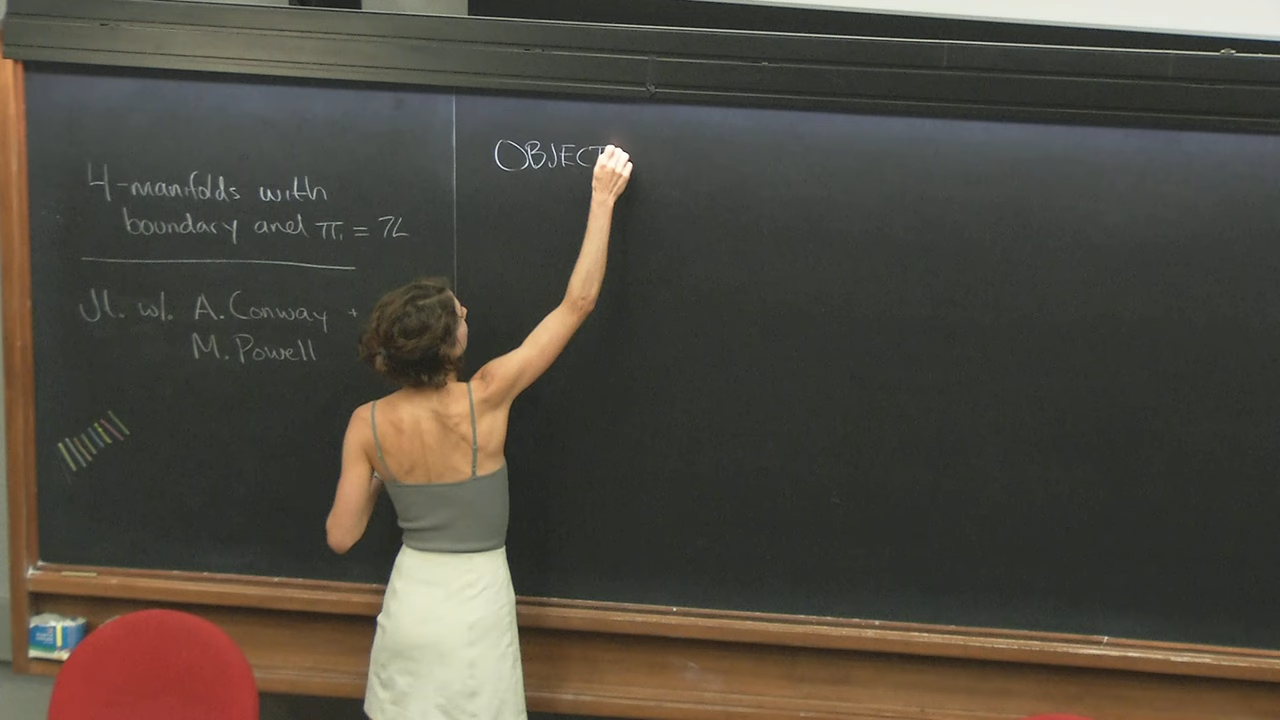 4-manifolds with
boundary and π₁ = ℤ
Jt. w/. A. Conway +
M. Powell
OBJECT